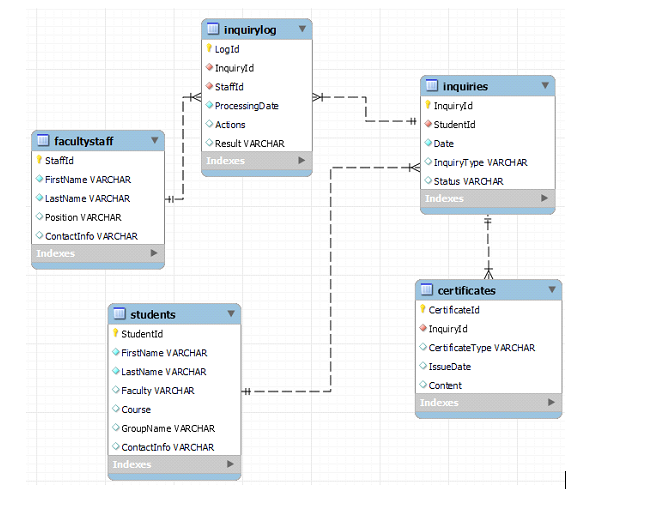 inquirylog
LogId
InquiryId
StaffId
ProcessingDate
Actions
Result VARCHAR
Indexes
inquiries
InquiryId
StudentId
Date
InquiryType VARCHAR
Status VARCHAR
Indexes
facultystaff
StaffId
FirstName VARCHAR
LastName VARCHAR
Position VARCHAR
ContactInfo VARCHAR
Indexes
certificates
CertificateId
InquiryId
CertificateType VARCHAR
IssueDate
Content
Indexes
students
StudentId
FirstName VARCHAR
LastName VARCHAR
Faculty VARCHAR
Course
GroupName VARCHAR
ContactInfo VARCHAR
Indexes